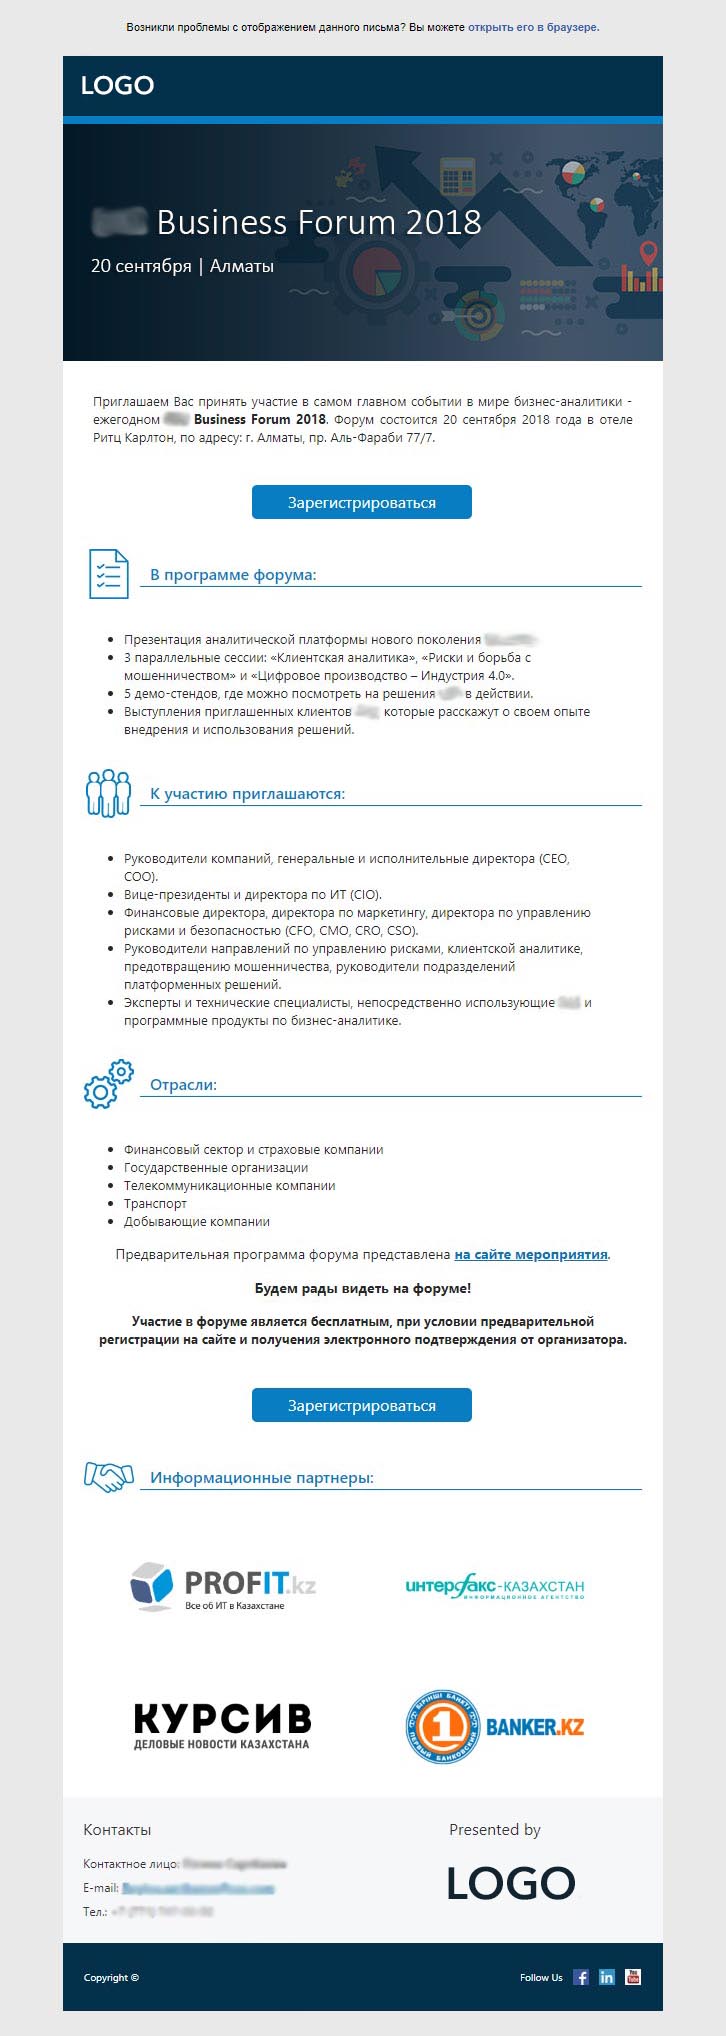 Возникли проблемы с отображением данного письма? Вы можете открыть его в браузере.
LOGO
Business Forum 2018
20 сентября | Алматы
Приглашаем Вас принять участие в самом главном событии в мире бизнес-аналитики -
ежегодном Business Forum 2018. Форум состоится 20 сентября 2018 года в отеле
Ритц Карлтон, по адресу: г. Алматы, пр. Аль-Фараби 77/7.
Зарегистрироваться
В программе форума:
• Презентация аналитической платформы нового поколения
• 3 параллельные сессии: «Клиентская аналитика», «Риски и борьба с
мошенничеством» и «Цифровое производство – Индустрия 4.0».
• 5 демо-стендов, где можно посмотреть на решения в действии.
• Выступления приглашенных клиентов которые расскажут о своем опыте
внедрения и использования решений.
К участию приглашаются:
• Руководители компаний, генеральные и исполнительные директора (CEO,
COO).
• Вице-президенты и директора по ИТ (CIO).
• Финансовые директора, директора по маркетингу, директора по управлению
рисками и безопасностью (CFO, CMO, CRO, CSO).
• Руководители направлений по управлению рисками, клиентской аналитике,
предотвращению мошенничества, руководители подразделений
платформенных решений.
• Эксперты и технические специалисты, непосредственно использующие и
программные продукты по бизнес-аналитике.
Отрасли:
• Финансовый сектор и страховые компании
• Государственные организации
• Телекоммуникационные компании
• Транспорт
• Добывающие компании
Предварительная программа форума представлена на сайте мероприятия.
Будем рады видеть на форуме!
Участие в форуме является бесплатным, при условии предварительной
регистрации на сайте и получения электронного подтверждения от организатора.
Зарегистрироваться
Информационные партнеры:
PROFIT.kz
Все об ИТ в Казахстане
интерфакс-КАЗАХСТАН
ИНФОРМАЦИОННОЕ АГЕНТСТВО
КУРСИВ
ДЕЛОВЫЕ НОВОСТИ КАЗАХСТАНА
БІРІНШІ БАНКТІ
1
ПЕРВЫЙ БАНКОВСКИЙ
BANKER.KZ
Контакты
Контактное лицо:
E-mail:
Тел.:
Presented by
LOGO
Copyright ©
Follow Us
f
in
You Tube